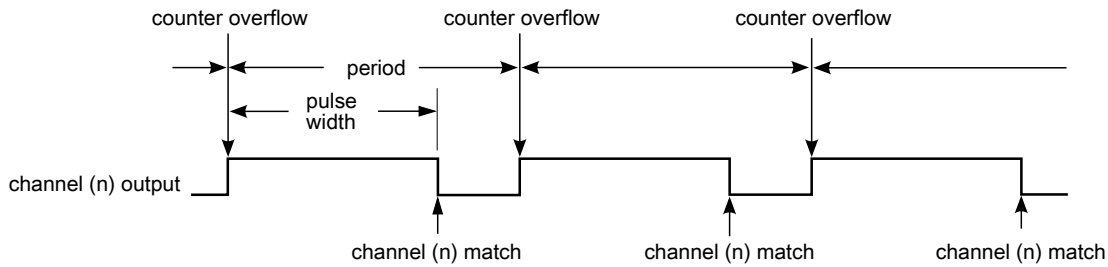 counter overflow
counter overflow
counter overflow
period
pulse
width
channel (n) output
channel (n) match
channel (n) match
channel (n) match